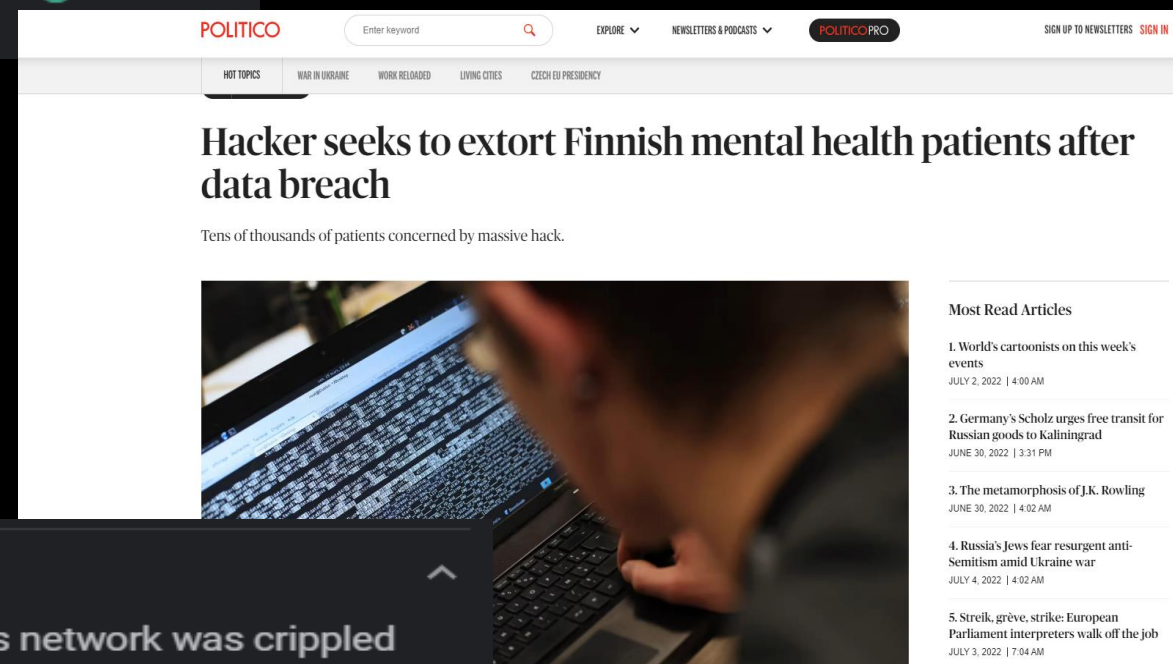 POLITICO
Enter keyword
EXPLORE
NEWSLETTERS & PODCASTS
POLITICOPRO
SIGN UP TO NEWSLETTERS SIGN IN
HOT TOPICS
WAR IN UKRAINE
WORK RELOADED
LIVING CITIES
CZECH EU PRESIDENCY
Hacker seeks to extort Finnish mental health patients after
data breach
Tens of thousands of patients concerned by massive hack.
Most Read Articles
1. World's cartoonists on this week's
events
JULY 2, 2022 | 4:00 AM
2. Germany's Scholz urges free transit for
Russian goods to Kaliningrad
JUNE 30, 2022 | 3:31 PM
3. The metamorphosis of J.K. Rowling
JUNE 30, 2022 | 4:02 AM
4. Russia's Jews fear resurgent anti-
Semitism amid Ukraine war
JULY 4, 2022 | 4:02 AM
5. Streik, grève, strike: European
Parliament interpreters walk off the job
JULY 3, 2022 | 7:04 AM
s network was crippled